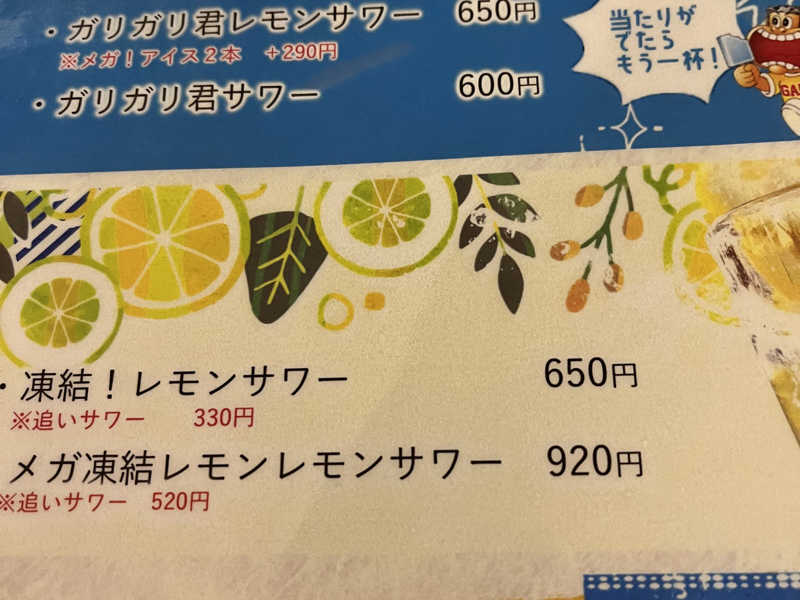 ・ガリガリ君レモンサワー 650円
※メガ！アイス2本 +290円
・ガリガリ君サワー 600円
当たりが
でたら
もう一杯！
・凍結！レモンサワー 650円
※追いサワー 330円
メガ凍結レモンレモンサワー 920円
※追いサワー 520円